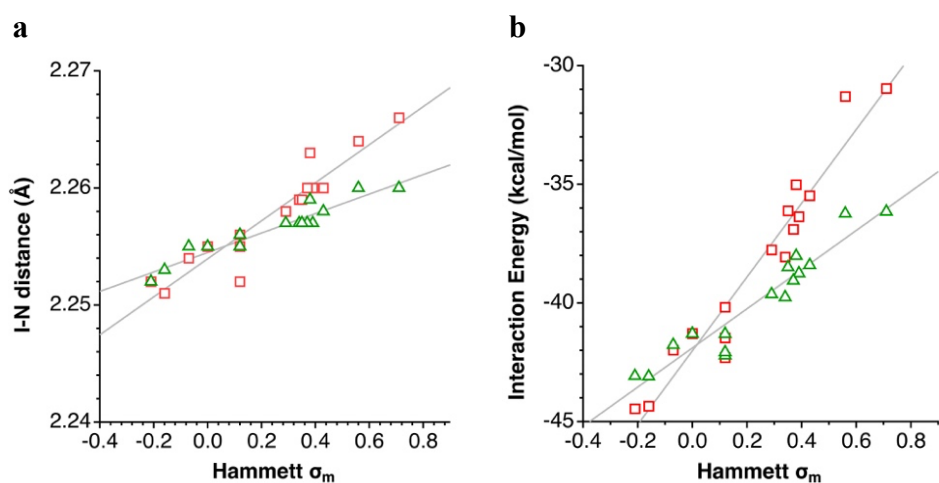 a
I-N distance (Å)
2.27
2.26
2.250
2.24
-0.4 -0.2 0.0 0.2 0.4 0.6 0.8
Hammett σm
b
Interaction Energy (kcal/mol)
-30
-35
-40
-45
-0.4 -0.2 0.0 0.2 0.4 0.6 0.8
Hammett σm